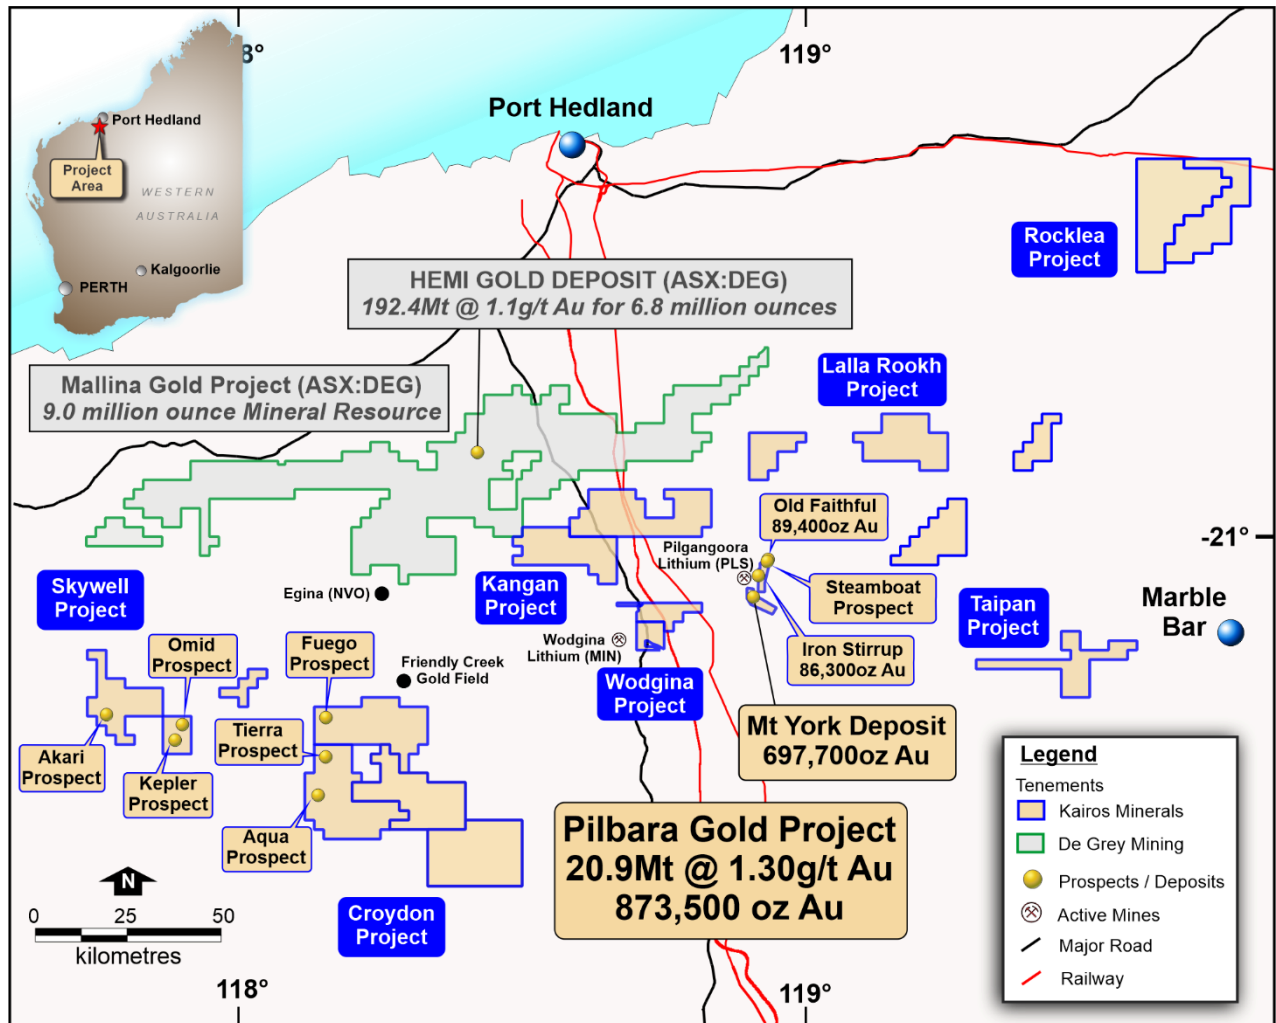 8°
119°
Port Hedland
Port Hedland
Project
Area
WESTERN
AUSTRALIA
Kalgoorlie
PERTH
Rocklea
Project
HEMI GOLD DEPOSIT (ASX:DEG)
192.4Mt @ 1.1g/t Au for 6.8 million ounces
Mallina Gold Project (ASX:DEG)
9.0 million ounce Mineral Resource
Lalla Rookh
Project
Old Faithful
89,400oz Au
-21°
Pilgangoora
Lithium (PLS)
Skywell
Project
Egina (NVO)
Kangan
Project
Steamboat
Prospect
Taipan
Project
Marble
Bar
Omid
Prospect
Fuego
Prospect
Wodgina
Lithium (MIN)
Iron Stirrup
86,300oz Au
Friendly Creek
Gold Field
Wodgina
Project
Tierra
Prospect
Mt York Deposit
697,700oz Au
Akari
Prospect
Kepler
Prospect
Aqua
Prospect
Pilbara Gold Project
20.9Mt @ 1.30g/t Au
873,500 oz Au
Legend
Tenements
Kairos Minerals
De Grey Mining
Prospects / Deposits
Active Mines
Major Road
Railway
N
0 25 50
kilometres
Croydon
Project
118°
119°